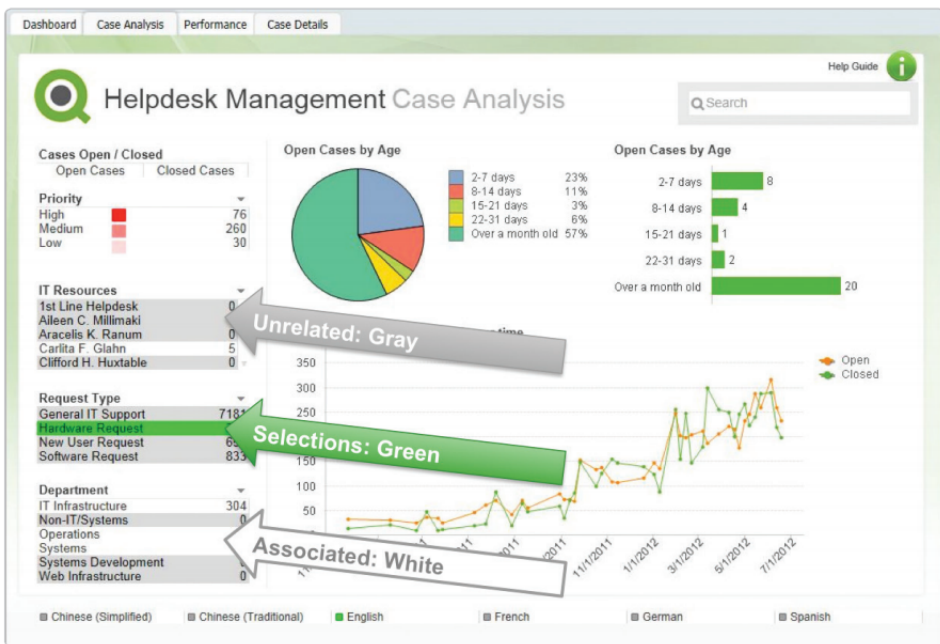 Dashboard Case Analysis Performance Case Details
Help Guide
Helpdesk Management Case Analysis
Search
Cases Open / Closed
Open Cases Closed Cases
Priority
High 76
Medium 260
Low 30
IT Resources
1st Line Helpdesk 0
Aileen C. Millimaki
Aracelis K. Ranum 0
Carlita F. Glahn 5
Clifford H. Huxtable 0
Request Type
General IT Support 7181
Hardware Request
New User Request
Software Request 833
Department
IT Infrastructure 304
Non-IT/Systems 0
Operations
Systems
Systems Development
Web Infrastructure 0
Open Cases by Age
2-7 days 23%
8-14 days 11%
15-21 days 3%
22-31 days 6%
Over a month old 57%
Open Cases by Age
2-7 days 8
8-14 days 4
15-21 days 1
22-31 days 2
Over a month old 20
Unrelated: Gray
Selections: Green
Associated: White
time
350
300
250
200
150
100
50
Open
Closed
11/1/2011
1/1/2012
3/1/2012
5/1/2012
7/1/2012
Chinese (Simplified) Chinese (Traditional) English French German Spanish